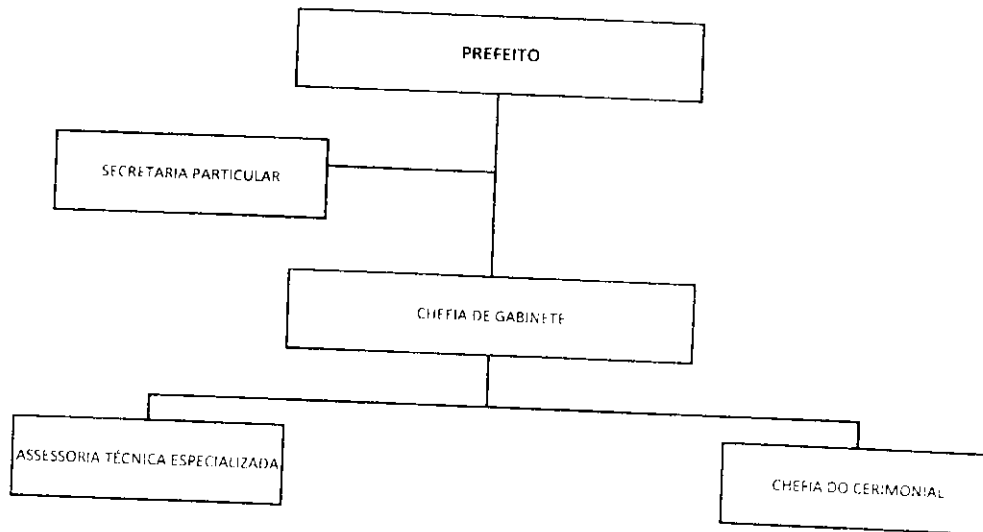 PREFEITO
SECRETARIA PARTICULAR
CHEFIA DE GABINETE
ASSESSORIA TÉCNICA ESPECIALIZADA
CHEFIA DO CERIMONIAL